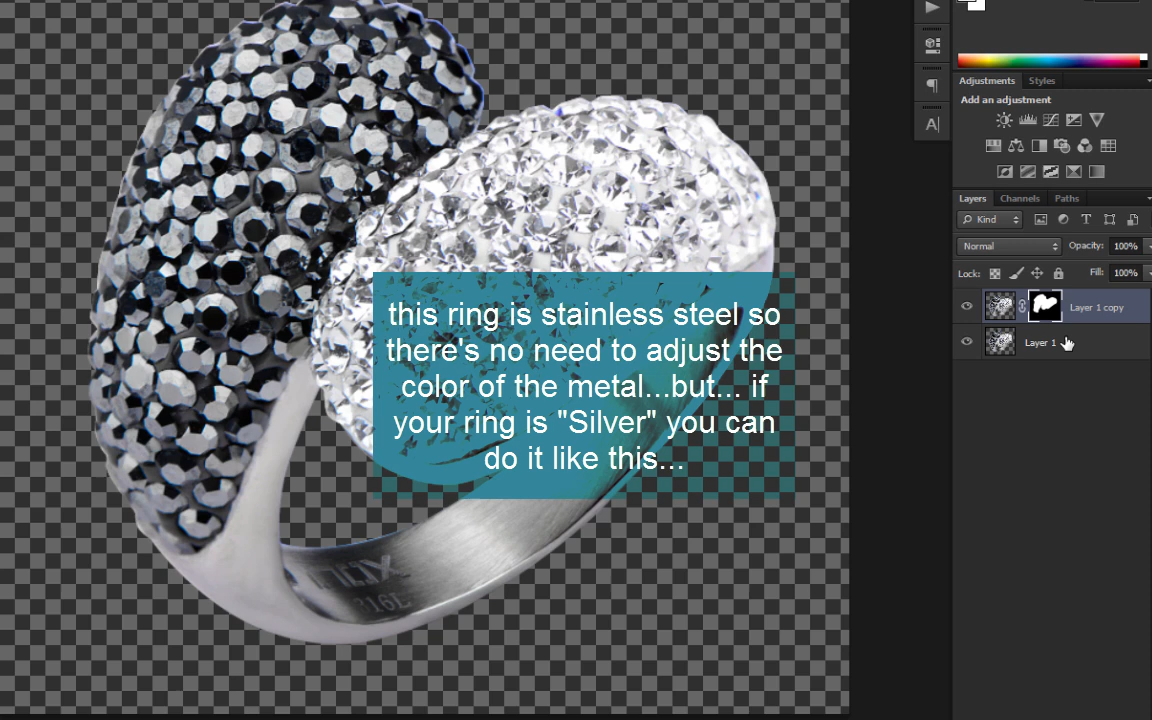 A|
Adjustments Styles
Add an adjustment
Layers Channels Paths
Kind
Normal Opacity: 100%
Lock: Fill: 100%
Layer 1 copy
Layer 1
this ring is stainless steel so
there's no need to adjust the
color of the metal...but... if
your ring is "Silver" you can
do it like this...
316L